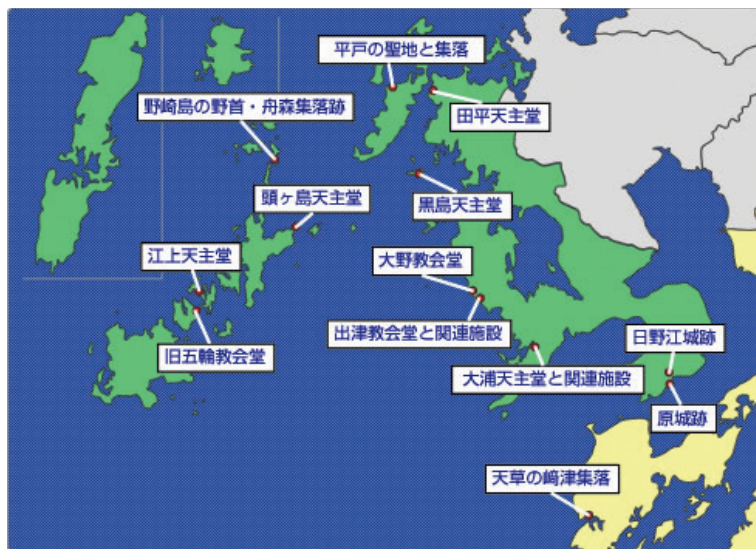 平戸の聖地と集落
野崎島の野首・舟森集落跡
田平天主堂
頭ヶ島天主堂
黒島天主堂
江上天主堂
大野教会堂
出津教会堂と関連施設
旧五輪教会堂
日野江城跡
大浦天主堂と関連施設
原城跡
天草の﨑津集落